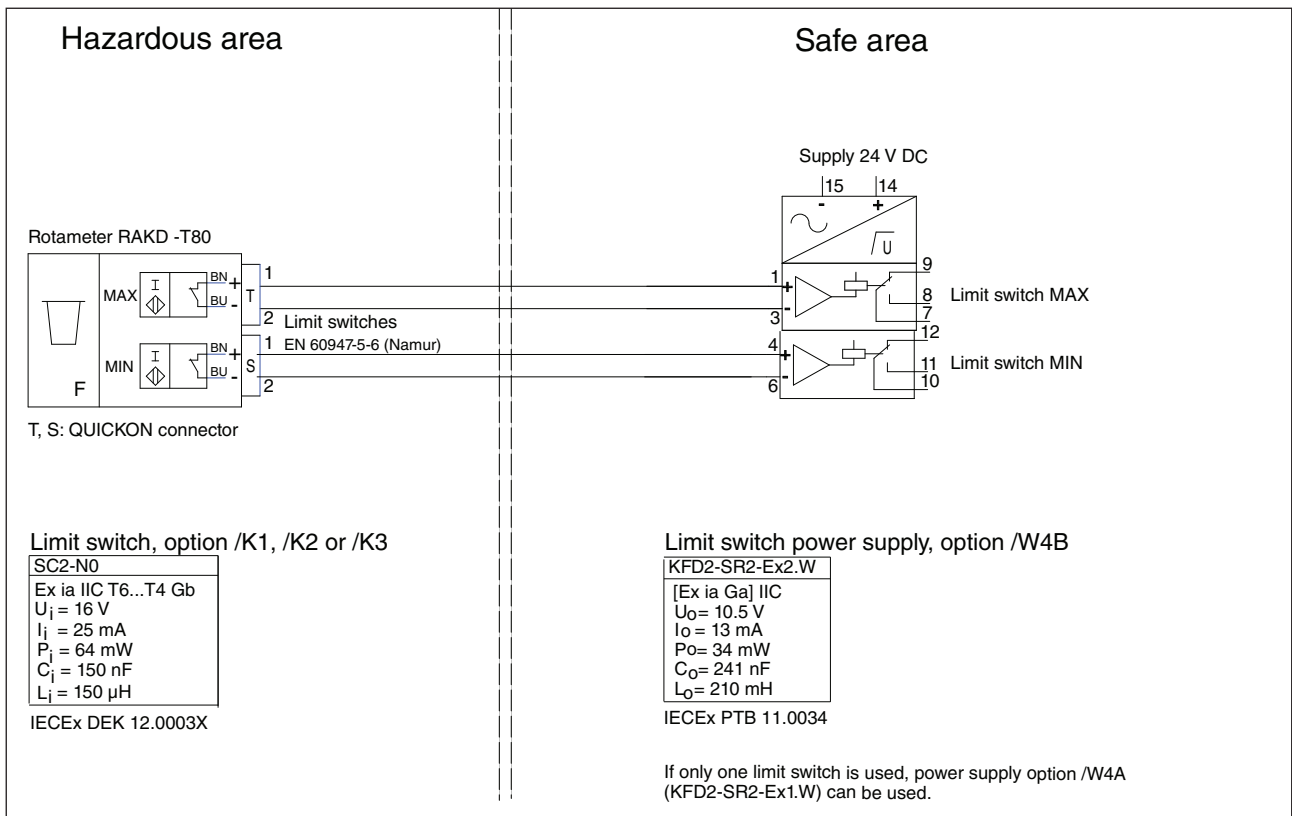 Hazardous area
Safe area
Supply 24 V DC
15 14
- +
U
Rotameter RAKD -T80
MAX I BN + 1
BU - T
2
Limit switches
EN 60947-5-6 (Namur)
MIN I BN + 1
BU - S
2
F
T, S: QUICKON connector
1 + 9
8 Limit switch MAX
3 - 7
4 + 12
11 Limit switch MIN
6 - 10
Limit switch, option /K1, /K2 or /K3
SC2-N0
Ex ia IIC T6...T4 Gb
Ui = 16 V
Ii = 25 mA
Pi = 64 mW
Ci = 150 nF
Li = 150 µH
IECEx DEK 12.0003X
Limit switch power supply, option /W4B
KFD2-SR2-Ex2.W
[Ex ia Ga] IIC
Uo= 10.5 V
Io = 13 mA
Po= 34 mW
Co= 241 nF
Lo= 210 mH
IECEx PTB 11.0034
If only one limit switch is used, power supply option /W4A
(KFD2-SR2-Ex1.W) can be used.